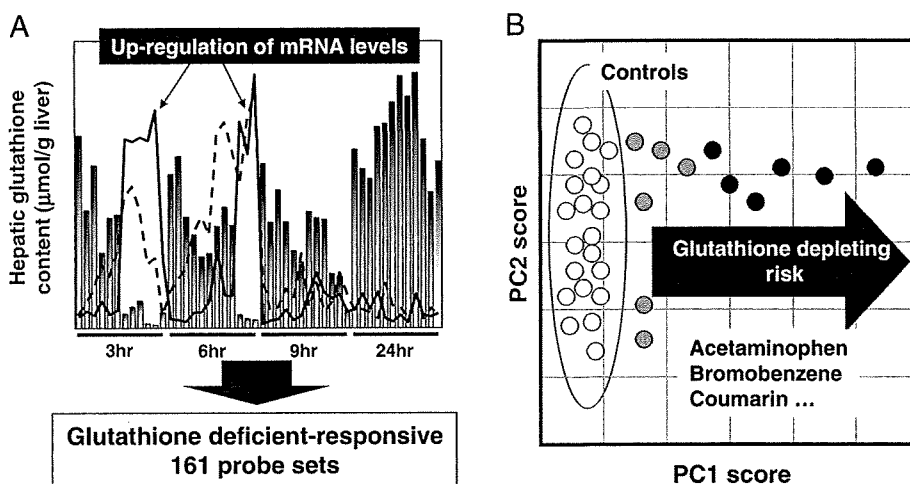 A
Up-regulation of mRNA levels
Hepatic glutathione
content (µmol/g liver)
3hr
6hr
9hr
24hr
Glutathione deficient-responsive
161 probe sets
B
Controls
PC2 score
Glutathione depleting
risk
Acetaminophen
Bromobenzene
Coumarin ...
PC1 score